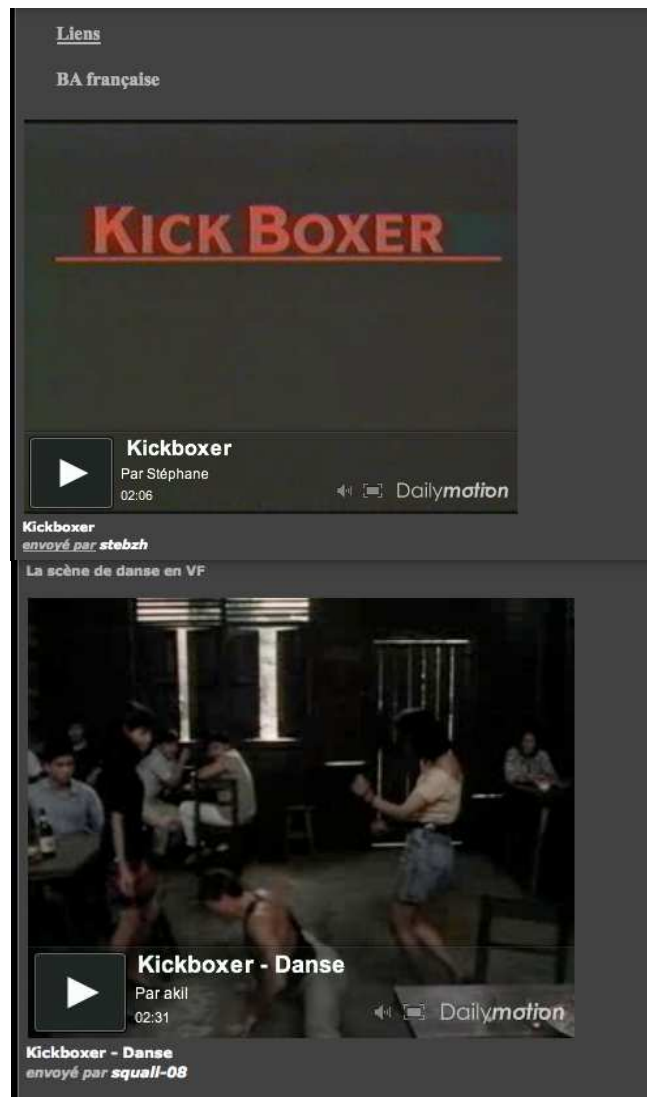 Liens
BA française
KICK BOXER
Kickboxer
Par Stéphane
02:06
Dailymotion
Kickboxer
envoyé par stebzh
La scène de danse en VF
Kickboxer - Danse
Par akil
02:31
Dailymotion
Kickboxer - Danse
envoyé par squall-08